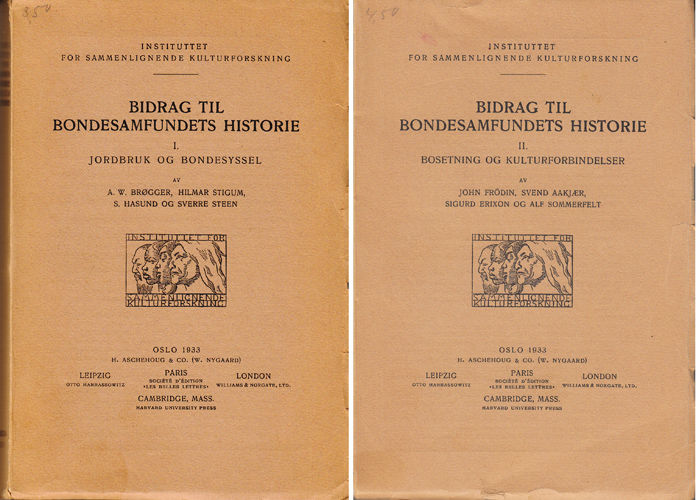 3,50
INSTITUTTET
FOR SAMMENLIGNENDE KULTURFORSKNING
BIDRAG TIL
BONDESAMFUNDETS HISTORIE
I.
JORDBRUK OG BONDESYSSEL
AV
A. W. BRØGGER, HILMAR STIGUM,
S. HASUND OG SVERRE STEEN
INSTITUTTET FOR
SAMMENLIGNENDE
KULTURFORSKNING
OSLO 1933
H. ASCHEHOUG & CO. (W. NYGAARD)
LEIPZIG PARIS LONDON
OTTO HARRASSOWITZ SOCIÉTÉ D'ÉDITION WILLIAMS & NORGATE, LTD.
«LES BELLES LETTRES»
CAMBRIDGE, MASS.
HARVARD UNIVERSITY PRESS
4,50
INSTITUTTET
FOR SAMMENLIGNENDE KULTURFORSKNING
BIDRAG TIL
BONDESAMFUNDETS HISTORIE
II.
BOSETNING OG KULTURFORBINDELSER
AV
JOHN FRÖDIN, SVEND AAKJÆR,
SIGURD ERIXON OG ALF SOMMERFELT
INSTITUTTET FOR
SAMMENLIGNENDE
KULTURFORSKNING
OSLO 1933
H. ASCHEHOUG & CO. (W. NYGAARD)
LEIPZIG PARIS LONDON
OTTO HARRASSOWITZ SOCIÉTÉ D'ÉDITION WILLIAMS & NORGATE, LTD.
«LES BELLES LETTRES»
CAMBRIDGE, MASS.
HARVARD UNIVERSITY PRESS